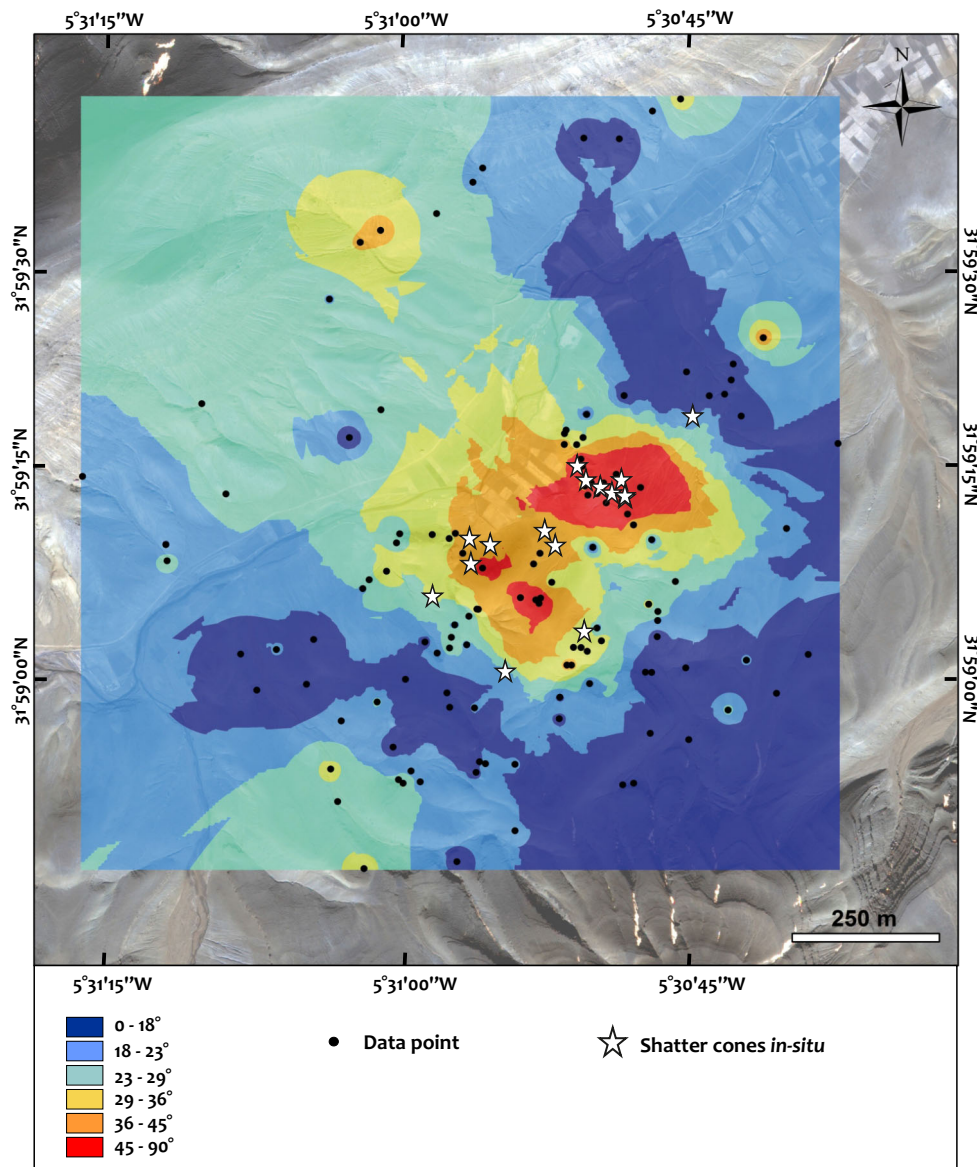 5°31'15"W 5°31'00"W 5°30'45"W
N
31°59'30"N 31°59'30"N
31°59'15"N 31°59'15"N
31°59'00"N 31°59'00"N
250 m
5°31'15"W 5°31'00"W 5°30'45"W
0 - 18°
18 - 23°
23 - 29°
29 - 36°
36 - 45°
45 - 90°
Data point
Shatter cones in-situ